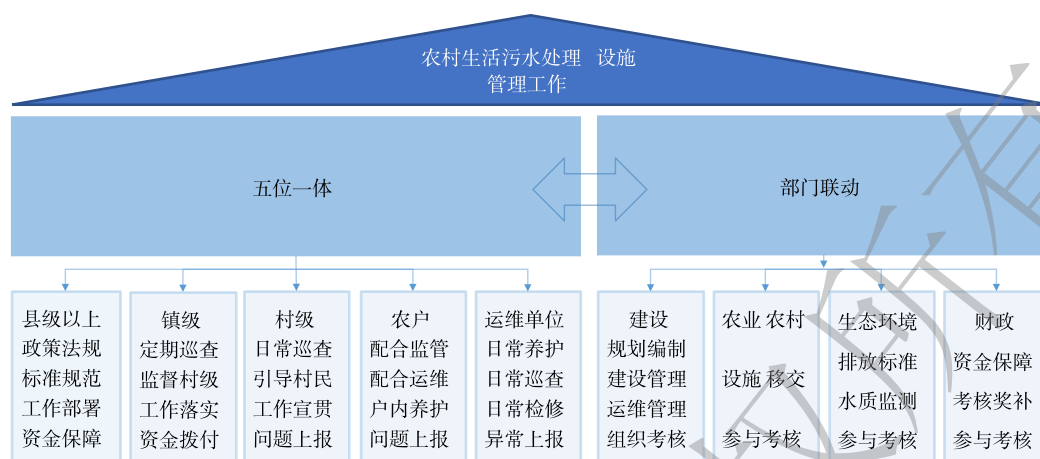 农村生活污水处理 设施
管理工作
五位一体
部门联动
县级以上
政策法规
标准规范
工作部署
资金保障
镇级
定期巡查
监督村级
工作落实
资金拨付
村级
日常巡查
引导村民
工作宣贯
问题上报
农户
配合监管
配合运维
户内养护
问题上报
运维单位
日常养护
日常巡查
日常检修
异常上报
建设
规划编制
建设管理
运维管理
组织考核
农业 农村
设施 移交
参与考核
生态环境
排放标准
水质监测
参与考核
财政
资金保障
考核奖补
参与考核
权所有